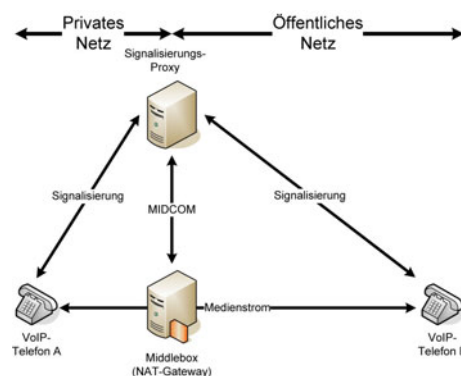 Privates
Netz
Öffentliches
Netz
Signalisierungs-
Proxy
Signalisierung
Signalisierung
MIDCOM
Medienstrom
VoIP-
Telefon A
Middlebox
(NAT-Gateway)
VoIP-
Telefon